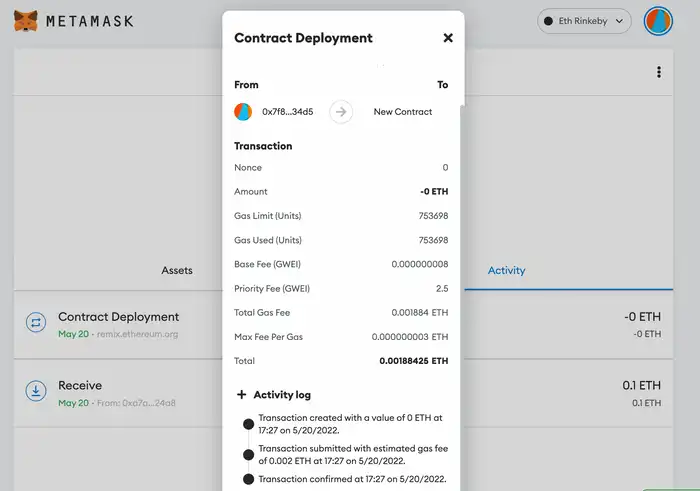 METAMASK
Eth Rinkeby
Contract Deployment
From To
0x7f8...34d5 New Contract
Transaction
Nonce 0
Amount -0 ETH
Gas Limit (Units) 753698
Gas Used (Units) 753698
Base Fee (GWEI) 0.000000008
Priority Fee (GWEI) 2.5
Total Gas Fee 0.001884 ETH
Max Fee Per Gas 0.000000003 ETH
Total 0.00188425 ETH
Activity log
Transaction created with a value of 0 ETH at
17:27 on 5/20/2022.
Transaction submitted with estimated gas fee
of 0.002 ETH at 17:27 on 5/20/2022.
Transaction confirmed at 17:27 on 5/20/2022.
Assets Activity
Contract Deployment -0 ETH
May 20 · remix.ethereum.org -0 ETH
Receive 0.1 ETH
May 20 · From: 0xa7a...24a8 0.1 ETH